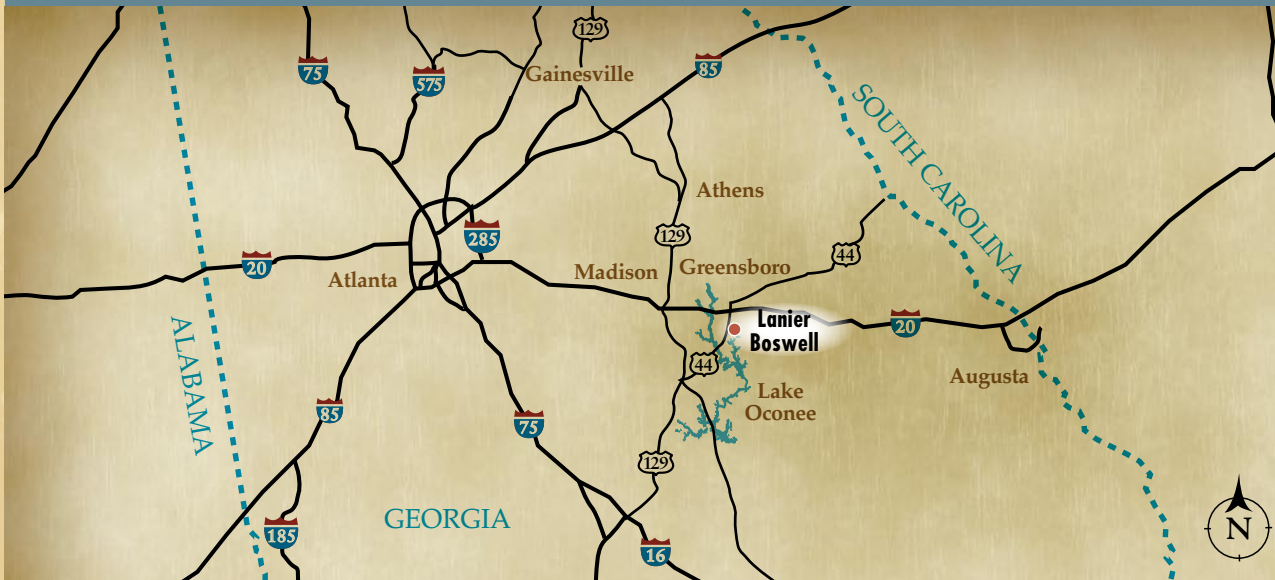 129
75
575
Gainesville
85
SOUTH CAROLINA
Athens
129
285
44
20
Atlanta
Madison
Greensboro
Lanier
Boswell
20
ALABAMA
44
Augusta
Lake
Oconee
85
75
129
GEORGIA
185
16
N